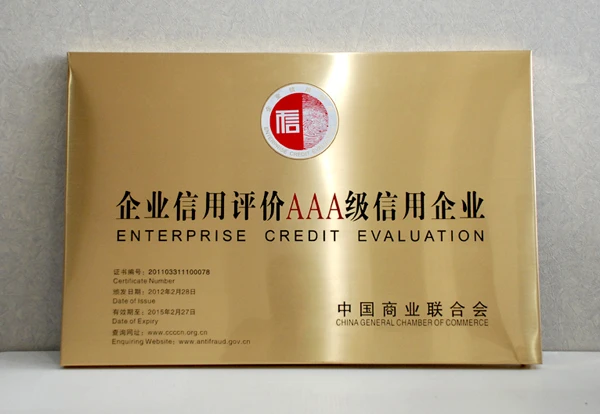 信
企业信用评价AAA级信用企业
ENTERPRISE CREDIT EVALUATION
证书编号：201103311100078
Certificate Number
颁发日期：2012年2月28日
Date of Issue
有效期至：2015年2月27日
Date of Expiry
查询网址：www.ccccn.org.cn
Enquiring Website：www.antifraud.gov.cn
中国商业联合会
CHINA GENERAL CHAMBER OF COMMERCE